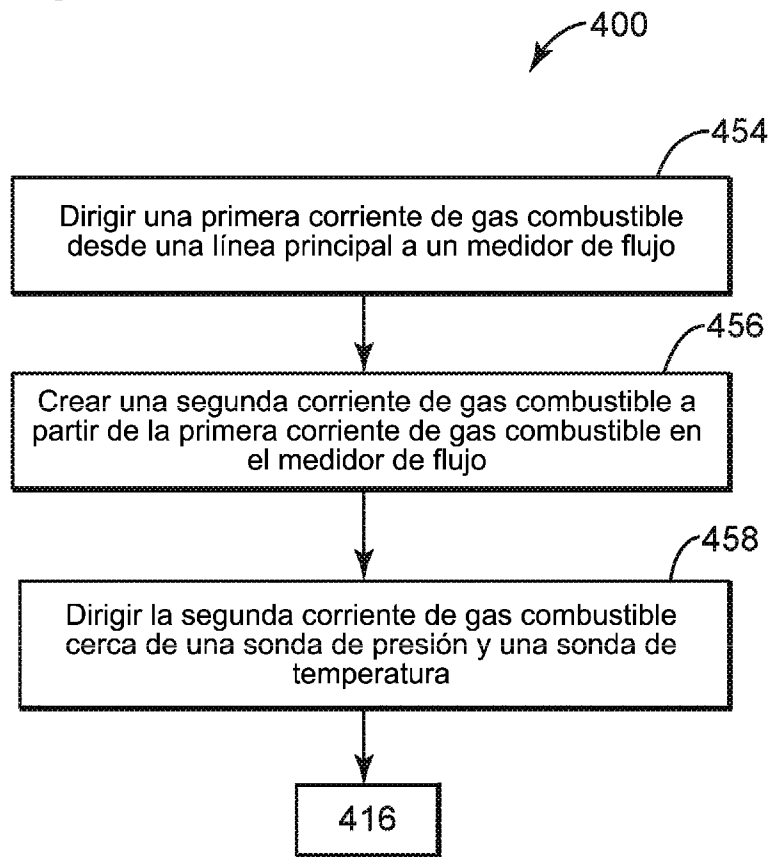 400
454
Dirigir una primera corriente de gas combustible
desde una línea principal a un medidor de flujo
456
Crear una segunda corriente de gas combustible a
partir de la primera corriente de gas combustible en
el medidor de flujo
458
Dirigir la segunda corriente de gas combustible
cerca de una sonda de presión y una sonda de
temperatura
416